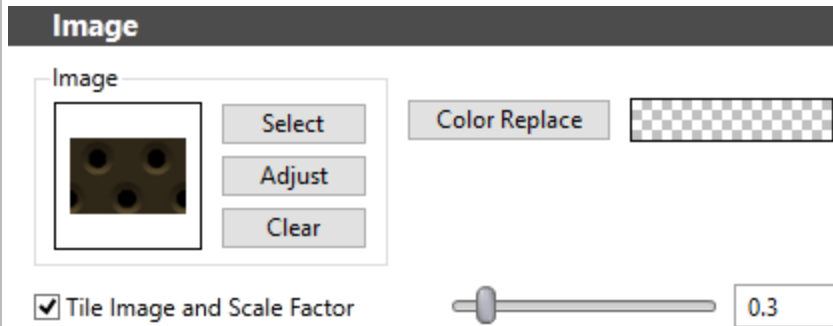 Image
Image
Select
Color Replace
Adjust
Clear
Tile Image and Scale Factor
0.3